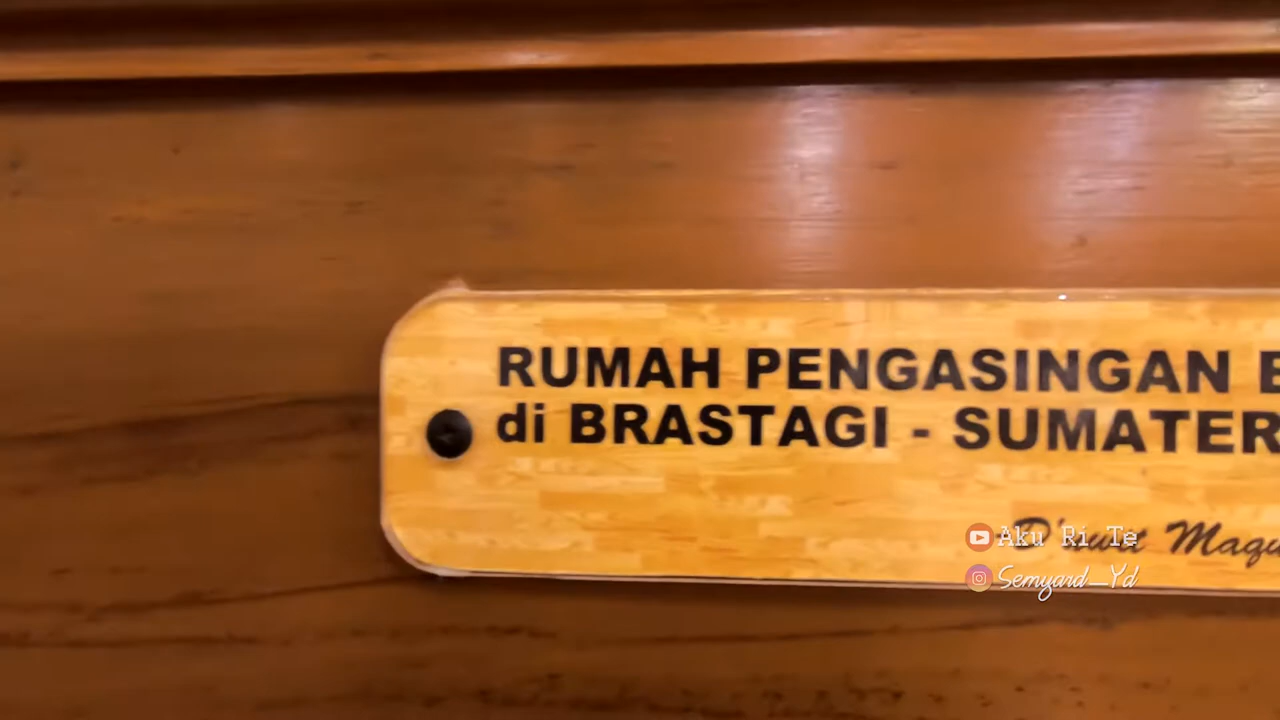 RUMAH PENGASINGAN
di BRASTAGI - SUMATER
Aku Ri Te
Semyard_Yd